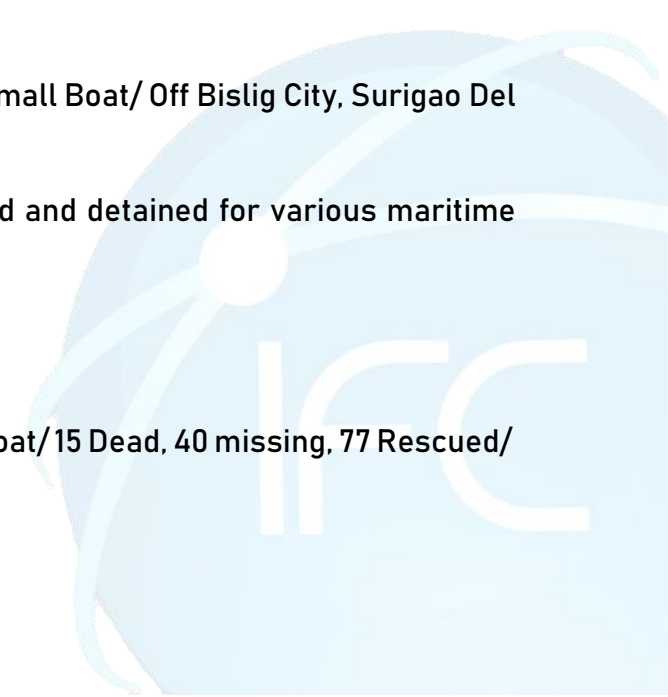 mall Boat/ Off Bislig City, Surigao Del
d and detained for various maritime
IFC
oat/ 15 Dead, 40 missing, 77 Rescued/